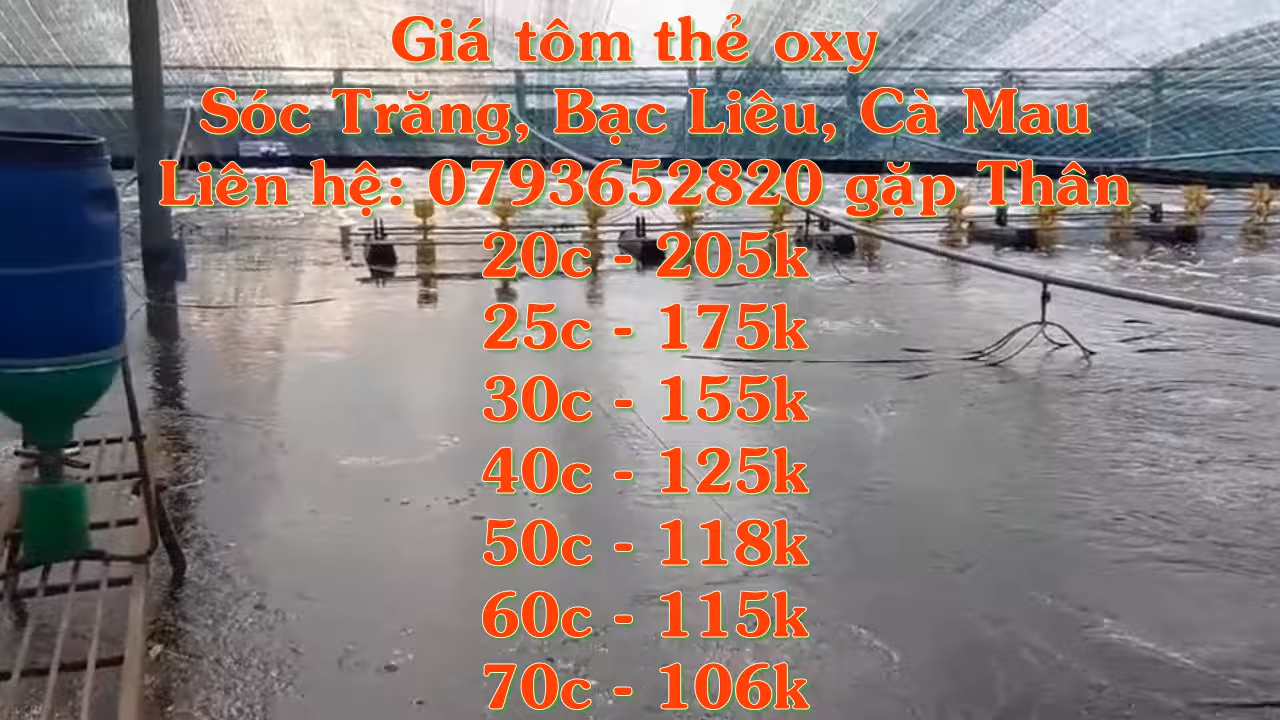 Giá tôm thẻ oxy
Sóc Trăng, Bạc Liêu, Cà Mau
Liên hệ: 0793652820 gặp Thân
20c - 205k
25c - 175k
30c - 155k
40c - 125k
50c - 118k
60c - 115k
70c - 106k